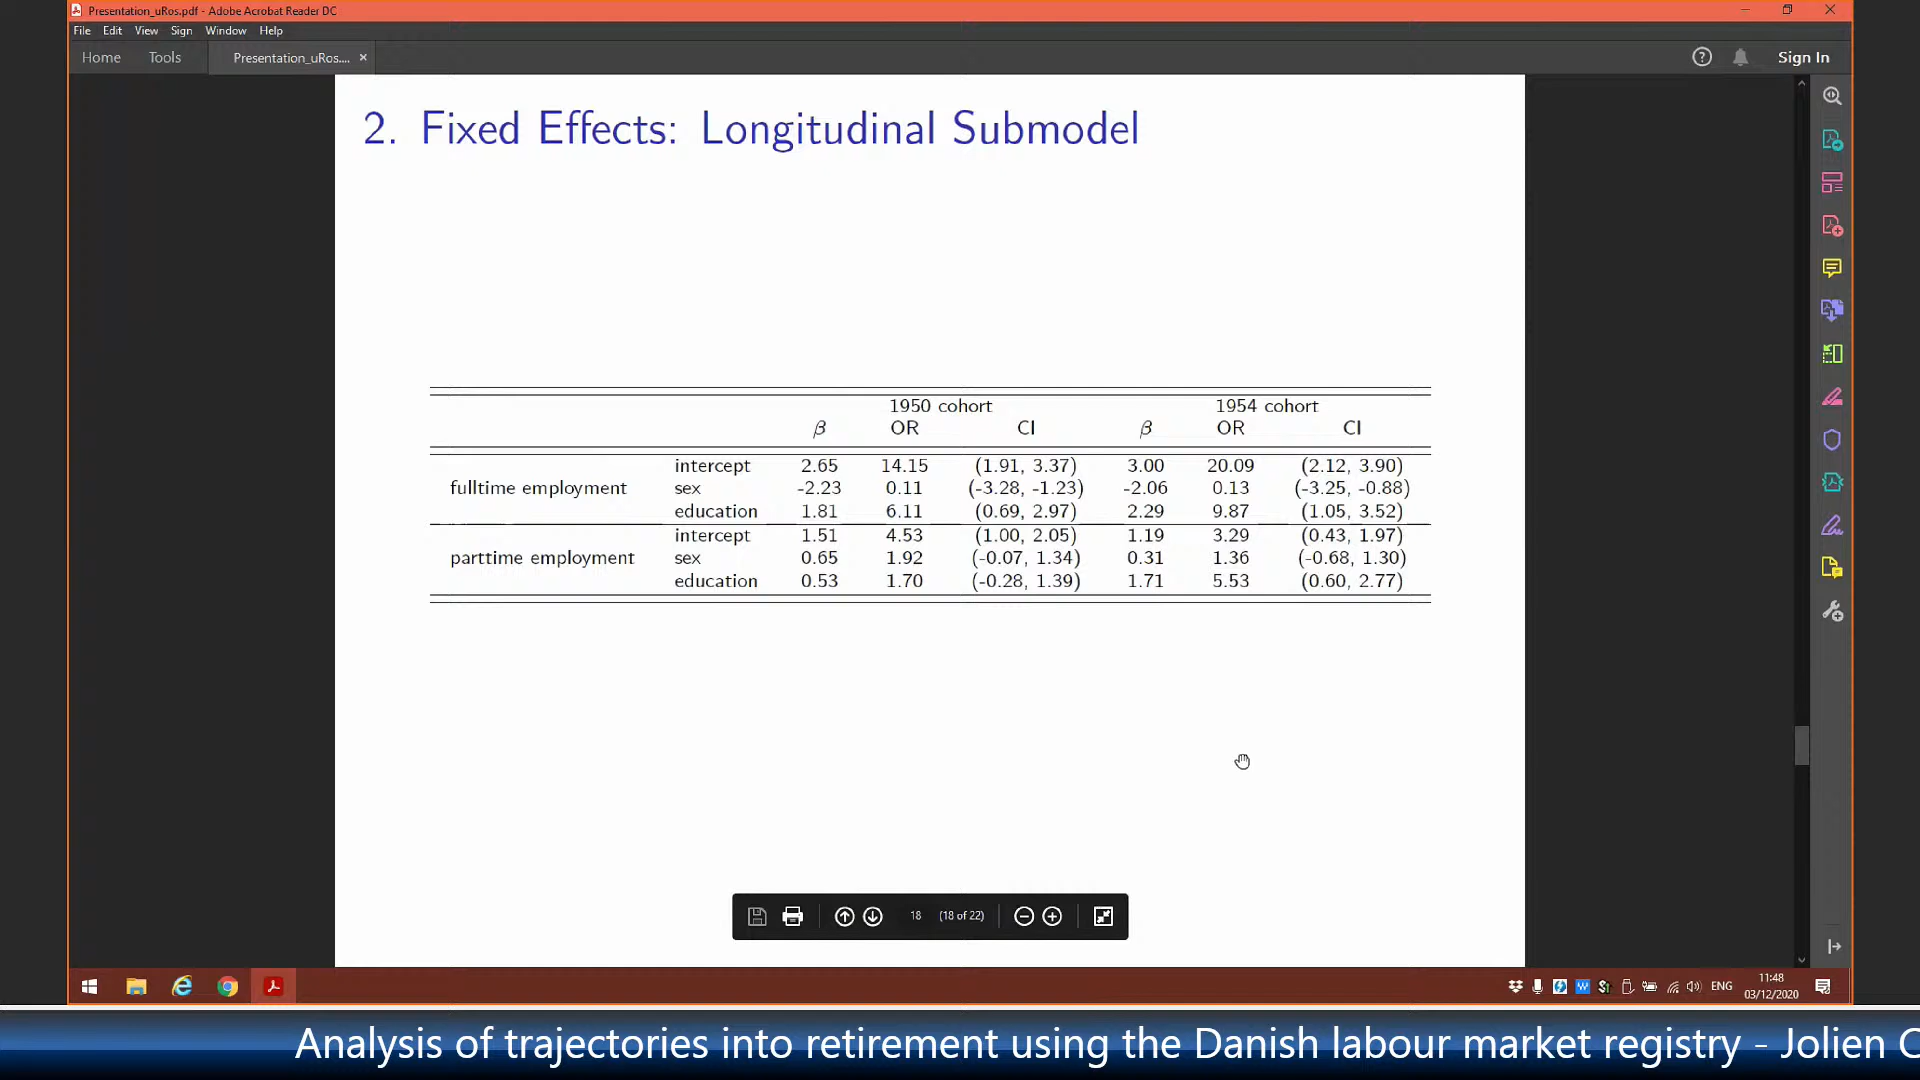 Presentation_uRos.pdf - Adobe Acrobat Reader DC
File Edit View Sign Window Help
Home Tools Presentation_uRos.... × Sign In
2. Fixed Effects: Longitudinal Submodel
1950 cohort 1954 cohort
β OR CI β OR CI
intercept 2.65 14.15 (1.91, 3.37) 3.00 20.09 (2.12, 3.90)
fulltime employment sex -2.23 0.11 (-3.28, -1.23) -2.06 0.13 (-3.25, -0.88)
education 1.81 6.11 (0.69, 2.97) 2.29 9.87 (1.05, 3.52)
intercept 1.51 4.53 (1.00, 2.05) 1.19 3.29 (0.43, 1.97)
parttime employment sex 0.65 1.92 (-0.07, 1.34) 0.31 1.36 (-0.68, 1.30)
education 0.53 1.70 (-0.28, 1.39) 1.71 5.53 (0.60, 2.77)
18 (18 of 22)
ENG 11:48
03/12/2020
Analysis of trajectories into retirement using the Danish labour market registry - Jolien C